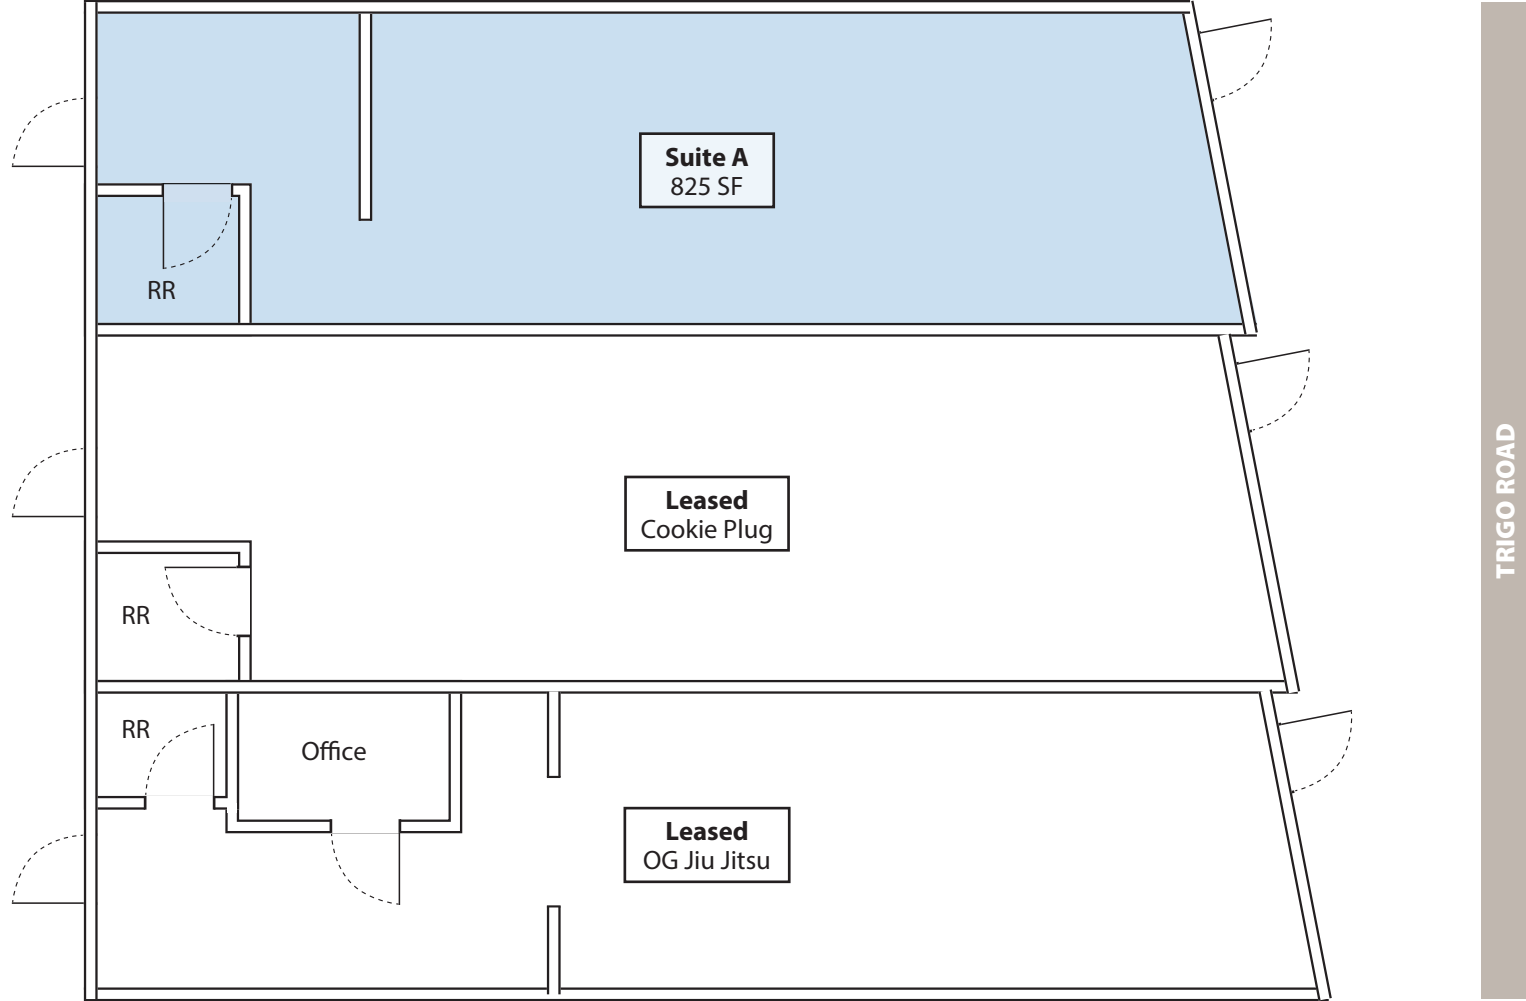 Suite A
825 SF
RR
Leased
Cookie Plug
TRIGO ROAD
RR
RR
Office
Leased
OG Jiu Jitsu